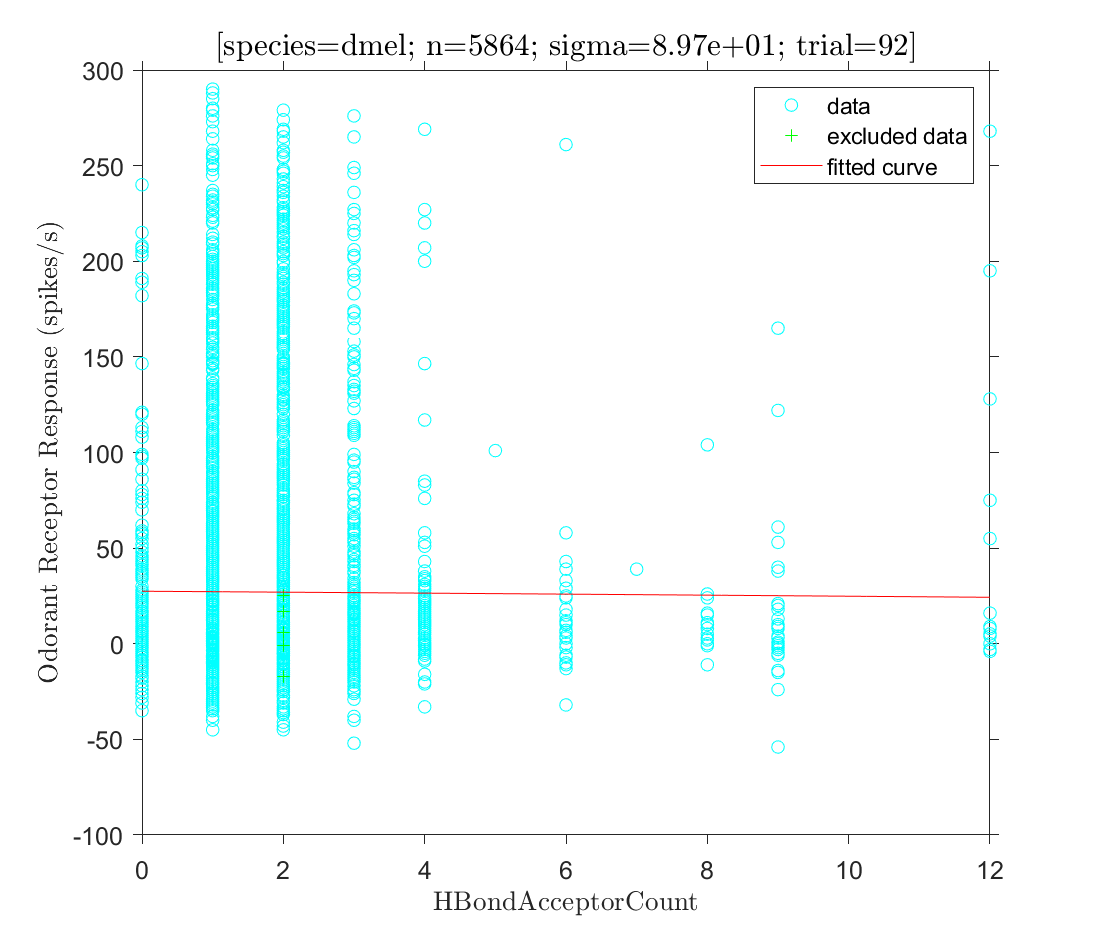 [species=dmel; n=5864; sigma=8.97e+01; trial=92]
300
250
200
150
100
50
0
-50
-100
Odorant Receptor Response (spikes/s)
data
excluded data
fitted curve
0 2 4 6 8 10 12
HBondAcceptorCount